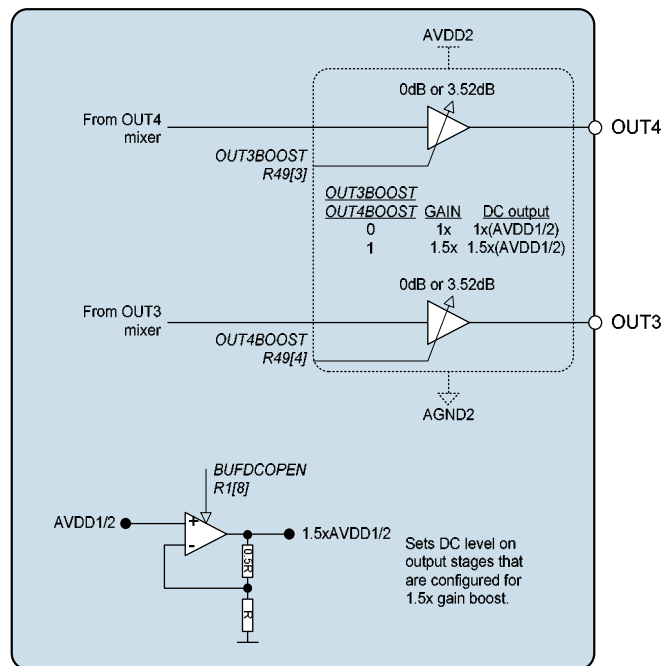 AVDD2
0dB or 3.52dB
From OUT4
mixer
OUT4
OUT3BOOST
R49[3]
OUT3BOOST
OUT4BOOST GAIN DC output
0 1x 1x(AVDD1/2)
1 1.5x 1.5x(AVDD1/2)
0dB or 3.52dB
From OUT3
mixer
OUT3
OUT4BOOST
R49[4]
AGND2
BUFDCOPEN
R1[8]
AVDD1/2
+
-
1.5xAVDD1/2
0.5R
R
Sets DC level on
output stages that
are configured for
1.5x gain boost.